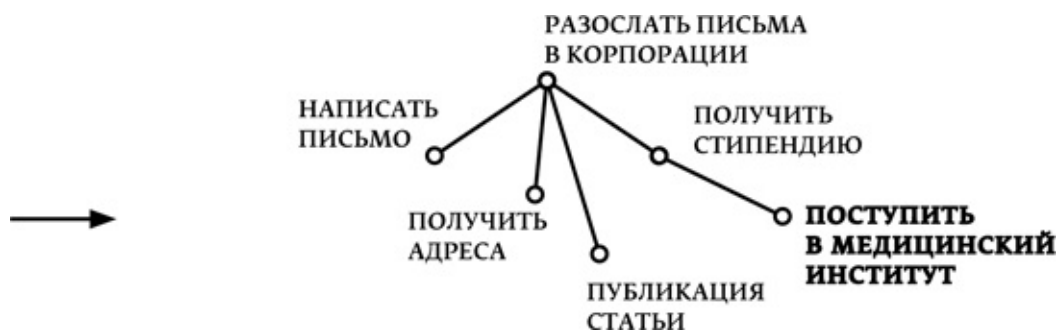 РАЗОСЛАТЬ ПИСЬМА
В КОРПОРАЦИИ
НАПИСАТЬ
ПИСЬМО
ПОЛУЧИТЬ
СТИПЕНДИЮ
ПОЛУЧИТЬ
АДРЕСА
ПОСТУПИТЬ
В МЕДИЦИНСКИЙ
ИНСТИТУТ
ПУБЛИКАЦИЯ
СТАТЬИ